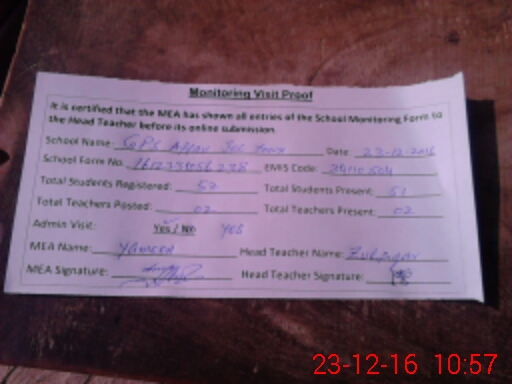 Monitoring Visit Proof
It is certified that the MEA has shown all entries of the School Monitoring Form to
the Head Teacher before its online submission.
School Name: GPS Date 23-12-2016
School Form No. EMIS Code:
Total Students Registered: 52 Total Students Present: 51
Total Teachers Posted: 02 Total Teachers Present: 02
Admin Visit: Yes / No Yes
MEA Name: Head Teacher Name:
MEA Signature: Head Teacher Signature:
23-12-16 10:57